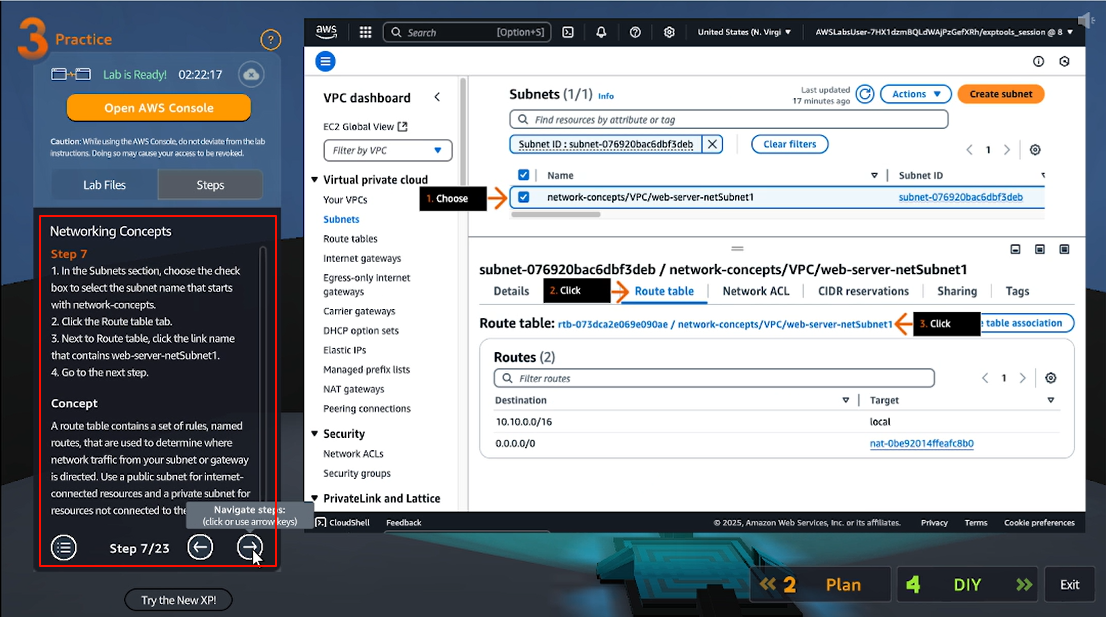 3 Practice
?
Lab is Ready! 02:22:17
Open AWS Console
Caution: While using the AWS Console, do not deviate from the lab
instructions. Doing so may cause your access to be revoked.
Lab Files
Steps
Networking Concepts
Step 7
1. In the Subnets section, choose the check
box to select the subnet name that starts
with network-concepts.
2. Click the Route table tab.
3. Next to Route table, click the link name
that contains web-server-netSubnet1.
4. Go to the next step.
Concept
A route table contains a set of rules, named
routes, that are used to determine where
network traffic from your subnet or gateway
is directed. Use a public subnet for internet-
connected resources and a private subnet for
resources not connected to the
Navigate steps:
(click or use arrow keys)
Step 7/23
Try the New XP!
aws
Search [Option+S]
United States (N. Virgi
AWSLabsUser-7HX1dzmBQLdWAjPzGefXRh/exptools_session @ 8
VPC dashboard
EC2 Global View
Filter by VPC
Virtual private cloud
Your VPCs
Subnets
Route tables
Internet gateways
Egress-only internet
gateways
Carrier gateways
DHCP option sets
Elastic IPs
Managed prefix lists
NAT gateways
Peering connections
Security
Network ACLs
Security groups
PrivateLink and Lattice
Subnets (1/1) Info
Last updated
17 minutes ago
Actions
Create subnet
Find resources by attribute or tag
Subnet ID : subnet-076920bac6dbf3deb
Clear filters
1
Name
Subnet ID
1. Choose
network-concepts/VPC/web-server-netSubnet1
subnet-076920bac6dbf3deb
subnet-076920bac6dbf3deb / network-concepts/VPC/web-server-netSubnet1
Details
2. Click
Route table
Network ACL
CIDR reservations
Sharing
Tags
Route table: rtb-073dca2e069e090ae / network-concepts/VPC/web-server-netSubnet1
3. Click
table association
Routes (2)
Filter routes
1
Destination
Target
10.10.0.0/16
local
0.0.0.0/0
nat-0be92014ffeafc8b0
CloudShell
Feedback
© 2025, Amazon Web Services, Inc. or its affiliates.
Privacy
Terms
Cookie preferences
2 Plan
4 DIY
Exit